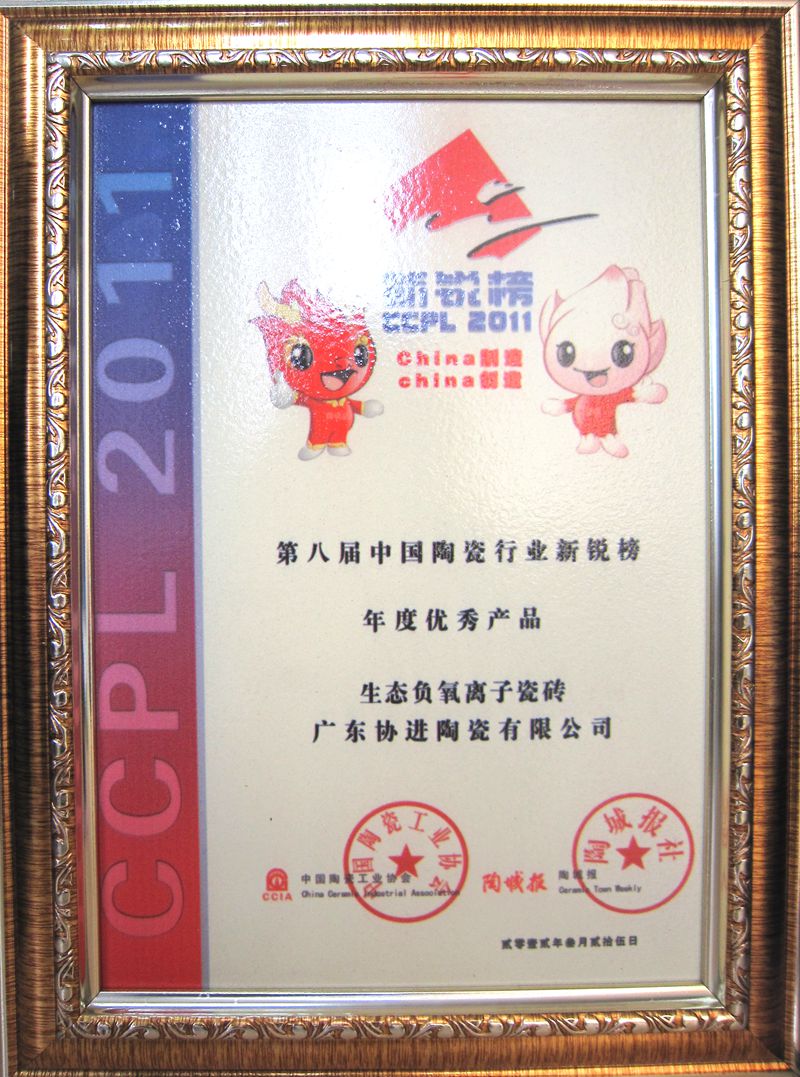 CCPL 2011
新锐榜
CCPL 2011
China制造
china创造
第八届中国陶瓷行业新锐榜
年度优秀产品
生态负氧离子瓷砖
广东协进陶瓷有限公司
中国陶瓷工业协会
陶城报社
CCIA
中国陶瓷工业协会
China Ceramic Industrial Association
陶城报
陶城报
Ceramic Town Weekly
贰零壹贰年叁月贰拾伍日